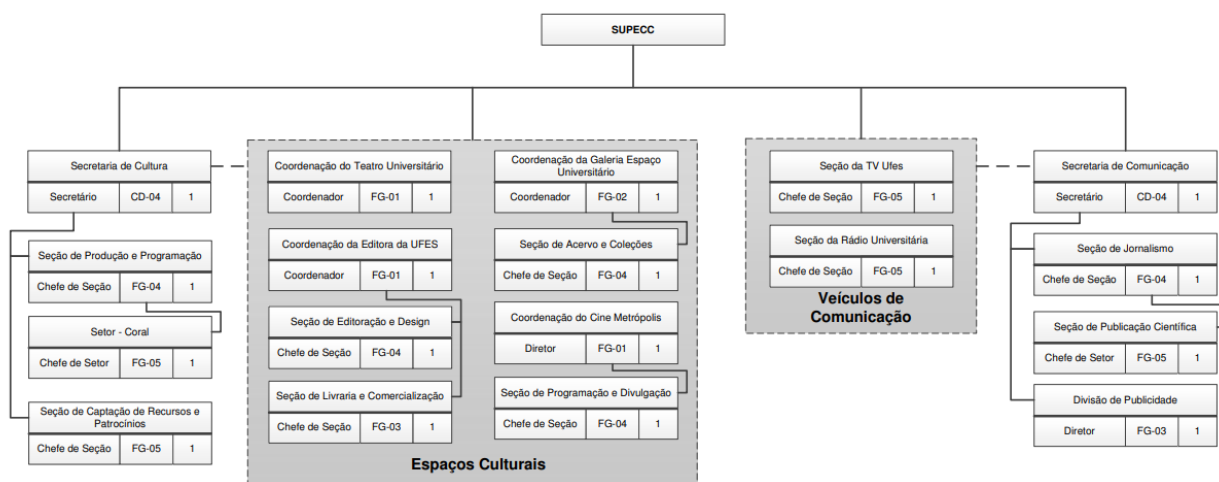 SUPECC
Secretaria de Cultura
Secretário CD-04 1
Seção de Produção e Programação
Chefe de Seção FG-04 1
Setor - Coral
Chefe de Setor FG-05 1
Seção de Captação de Recursos e
Patrocínios
Chefe de Seção FG-05 1
Coordenação do Teatro Universitário
Coordenador FG-01 1
Coordenação da Editora da UFES
Coordenador FG-01 1
Seção de Editoração e Design
Chefe de Seção FG-04 1
Seção de Livraria e Comercialização
Chefe de Seção FG-03 1
Coordenação da Galeria Espaço
Universitário
Coordenador FG-02 1
Seção de Acervo e Coleções
Chefe de Seção FG-04 1
Coordenação do Cine Metrópolis
Diretor FG-01 1
Seção de Programação e Divulgação
Chefe de Seção FG-04 1
Espaços Culturais
Seção da TV Ufes
Chefe de Seção FG-05 1
Seção da Rádio Universitária
Chefe de Seção FG-05 1
Veículos de
Comunicação
Secretaria de Comunicação
Secretário CD-04 1
Seção de Jornalismo
Chefe de Seção FG-04 1
Seção de Publicação Científica
Chefe de Setor FG-05 1
Divisão de Publicidade
Diretor FG-03 1